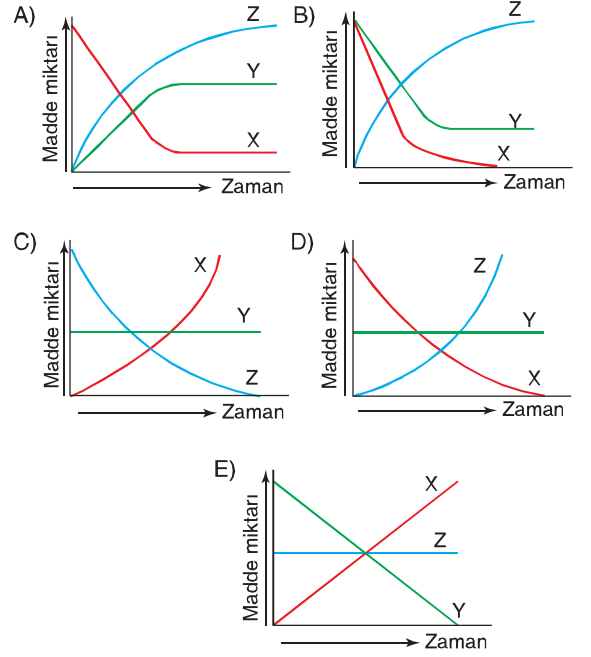 A)
Madde miktarı
Z
Y
X
Zaman
B)
Madde miktarı
Z
Y
X
Zaman
C)
Madde miktarı
X
Y
Z
Zaman
D)
Madde miktarı
Z
Y
X
Zaman
E)
Madde miktarı
X
Z
Y
Zaman